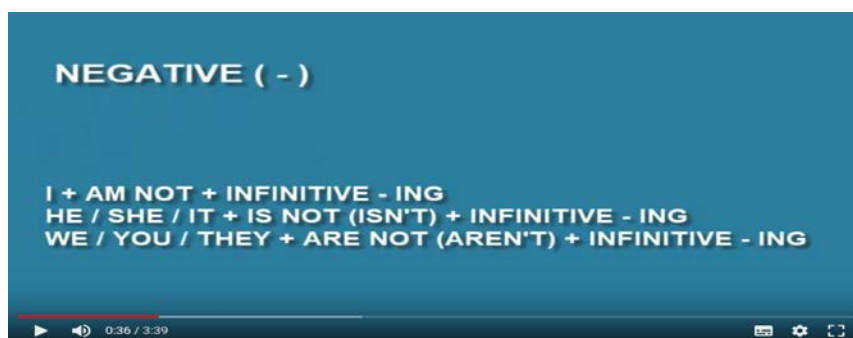 NEGATIVE ( - )
I + AM NOT + INFINITIVE - ING
HE / SHE / IT + IS NOT (ISN'T) + INFINITIVE - ING
WE / YOU / THEY + ARE NOT (AREN'T) + INFINITIVE - ING
0:36 / 3:39